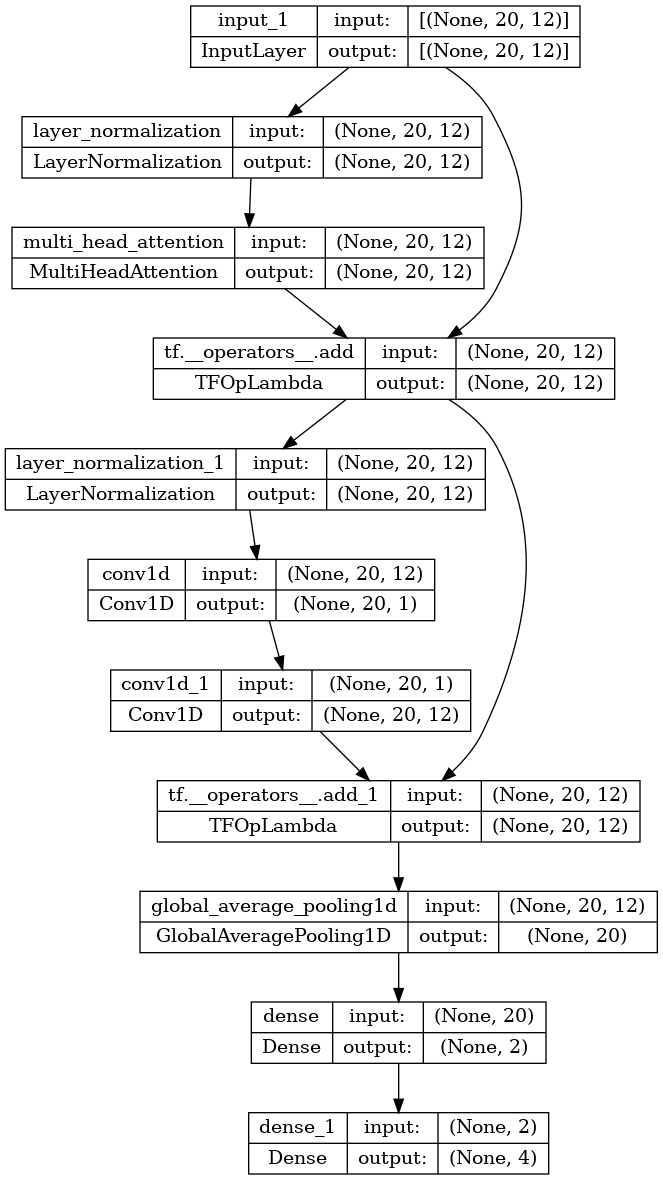 input_1 input: [(None, 20, 12)]
InputLayer output: [(None, 20, 12)]
layer_normalization input: (None, 20, 12)
LayerNormalization output: (None, 20, 12)
multi_head_attention input: (None, 20, 12)
MultiHeadAttention output: (None, 20, 12)
tf.__operators__.add input: (None, 20, 12)
TFOpLambda output: (None, 20, 12)
layer_normalization_1 input: (None, 20, 12)
LayerNormalization output: (None, 20, 12)
conv1d input: (None, 20, 12)
Conv1D output: (None, 20, 1)
conv1d_1 input: (None, 20, 1)
Conv1D output: (None, 20, 12)
tf.__operators__.add_1 input: (None, 20, 12)
TFOpLambda output: (None, 20, 12)
global_average_pooling1d input: (None, 20, 12)
GlobalAveragePooling1D output: (None, 20)
dense input: (None, 20)
Dense output: (None, 2)
dense_1 input: (None, 2)
Dense output: (None, 4)